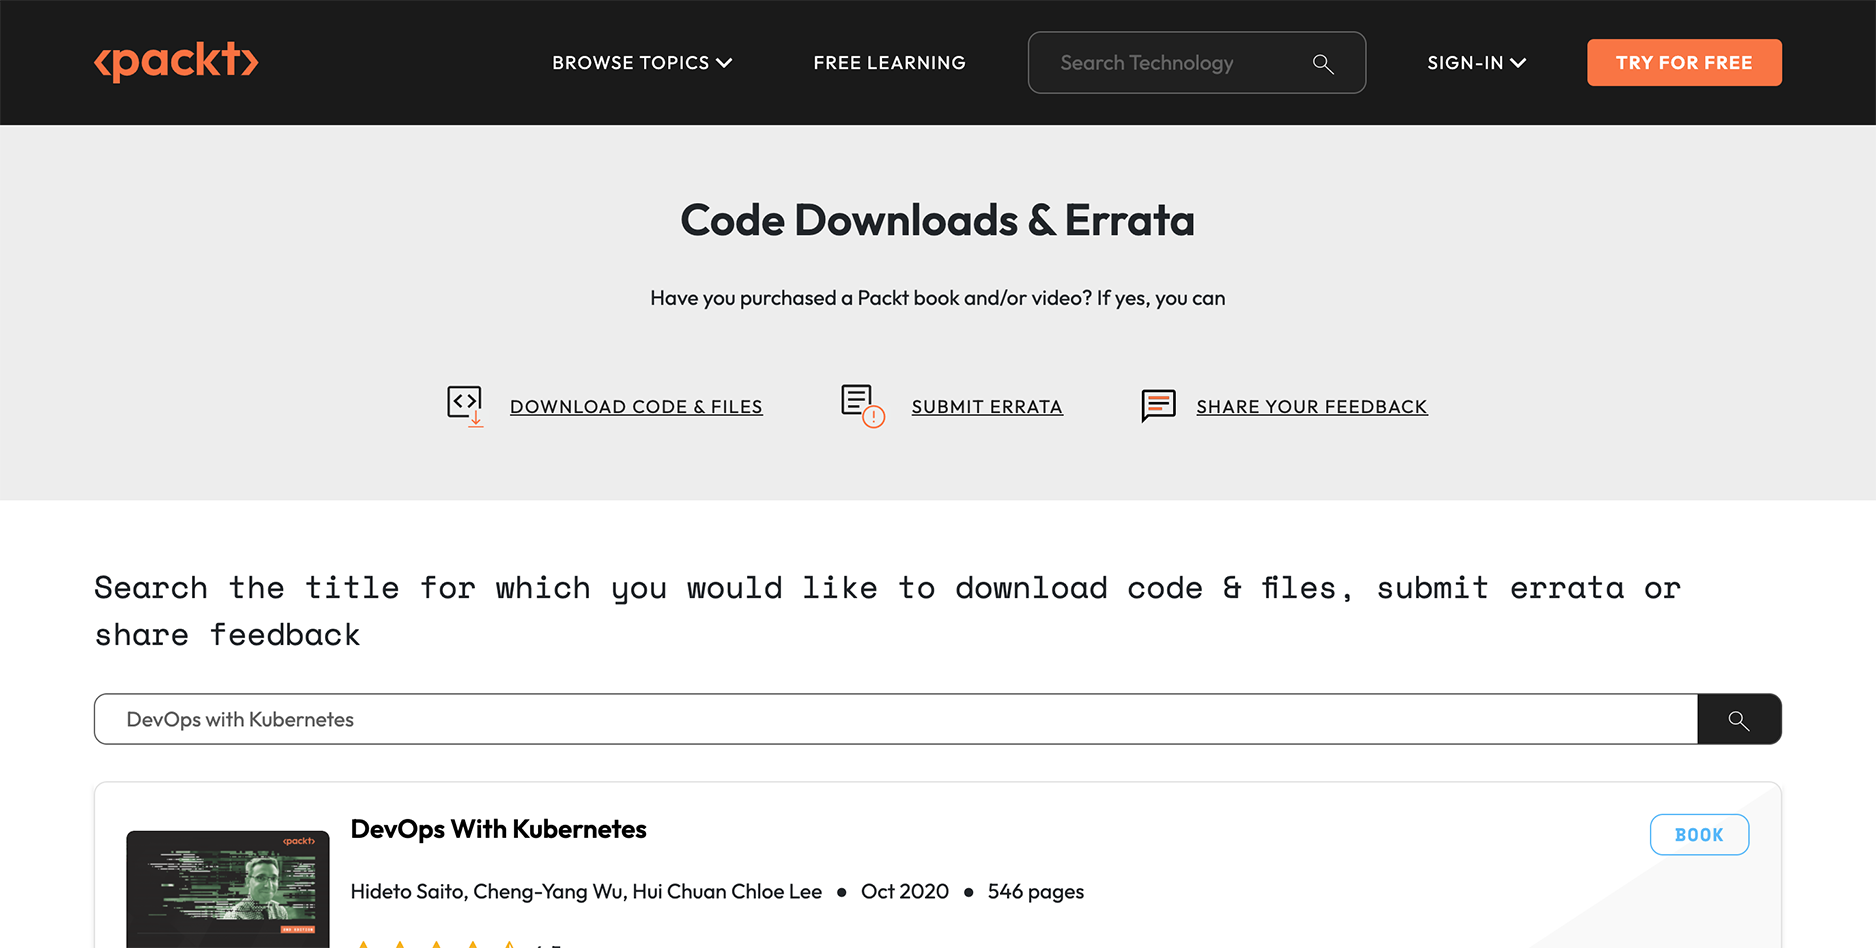 <packt>
BROWSE TOPICS
FREE LEARNING
Search Technology
SIGN-IN
TRY FOR FREE
Code Downloads & Errata
Have you purchased a Packt book and/or video? If yes, you can
DOWNLOAD CODE & FILES
SUBMIT ERRATA
SHARE YOUR FEEDBACK
Search the title for which you would like to download code & files, submit errata or
share feedback
DevOps with Kubernetes
DevOps With Kubernetes
BOOK
<packt>
Hideto Saito, Cheng-Yang Wu, Hui Chuan Chloe Lee ● Oct 2020 ● 546 pages